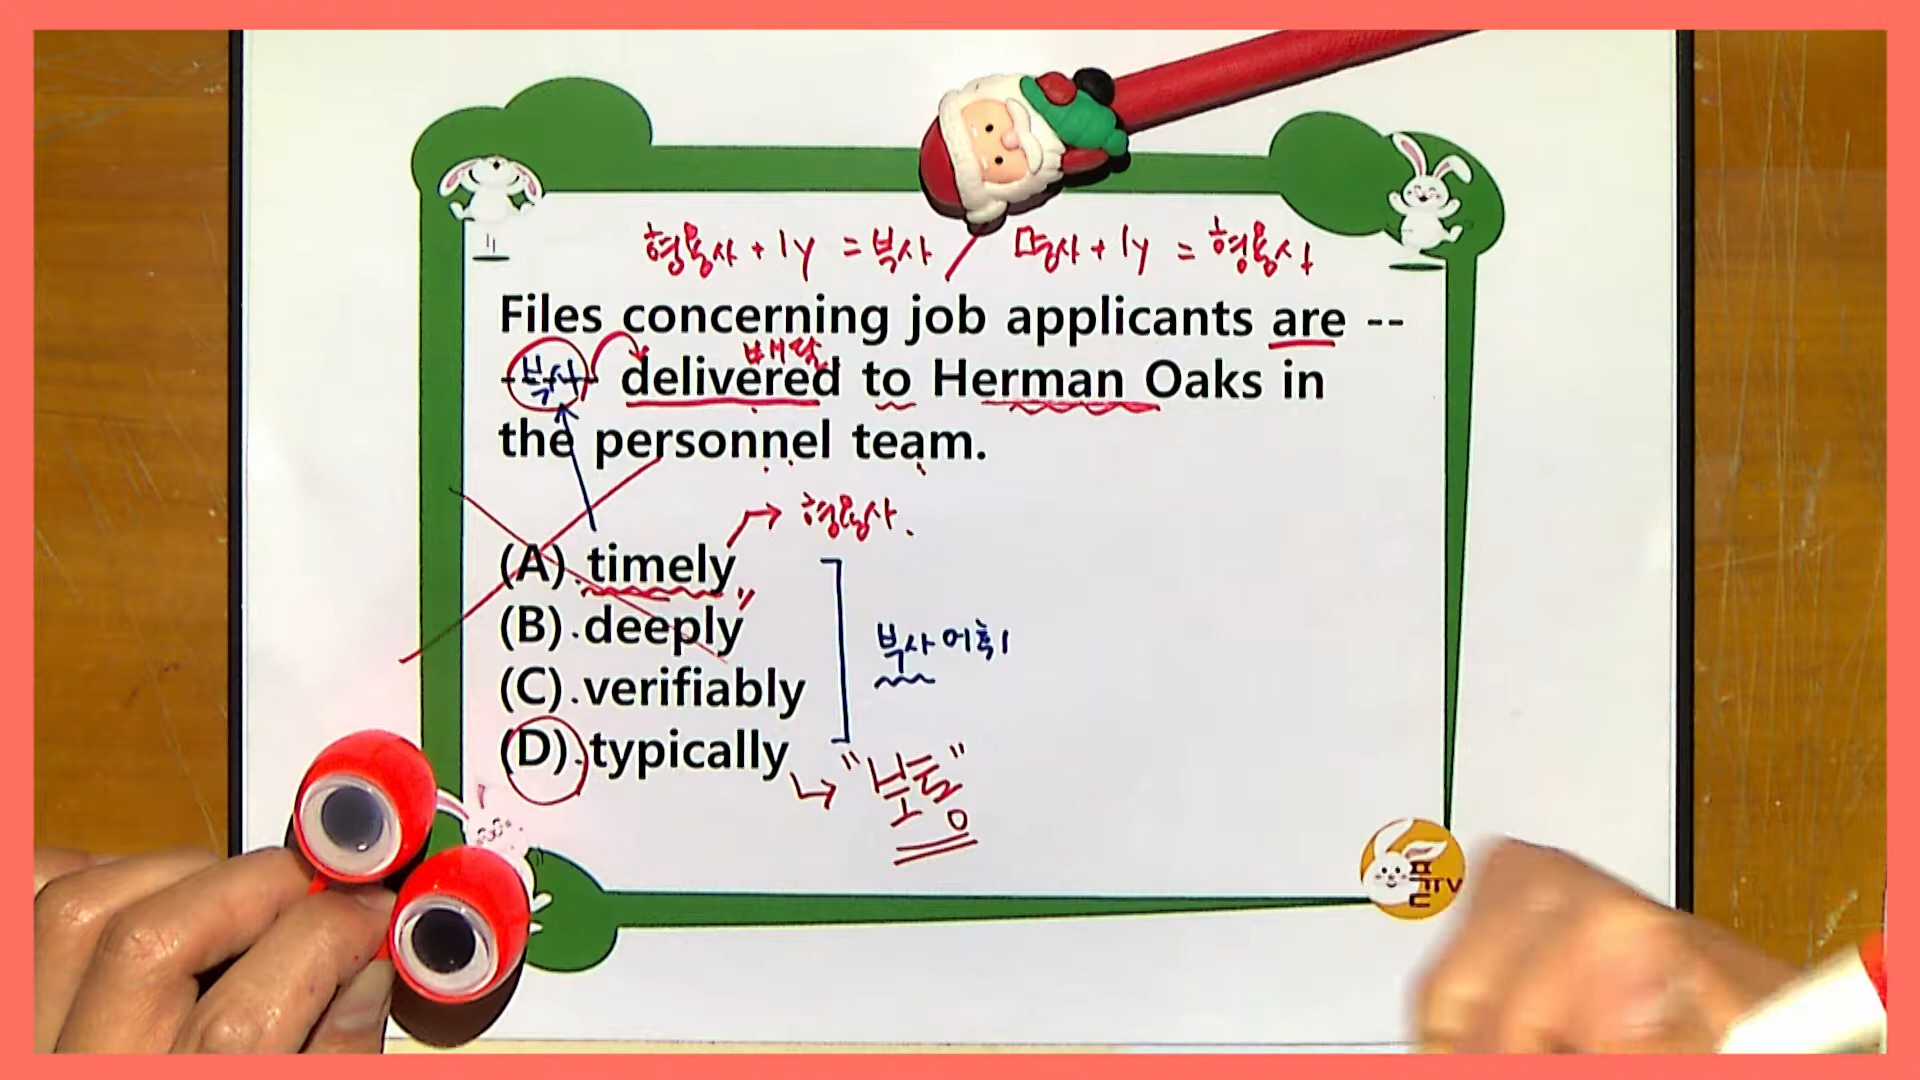 형용사 + ly = 부사 / 명사 + ly = 형용사
Files concerning job applicants are --
배달
부사 delivered to Herman Oaks in
the personnel team.
→ 형용사.
(A). timely
(B). deeply
부사 어휘
(C). verifiably
(D). typically
→ "보통"
TV